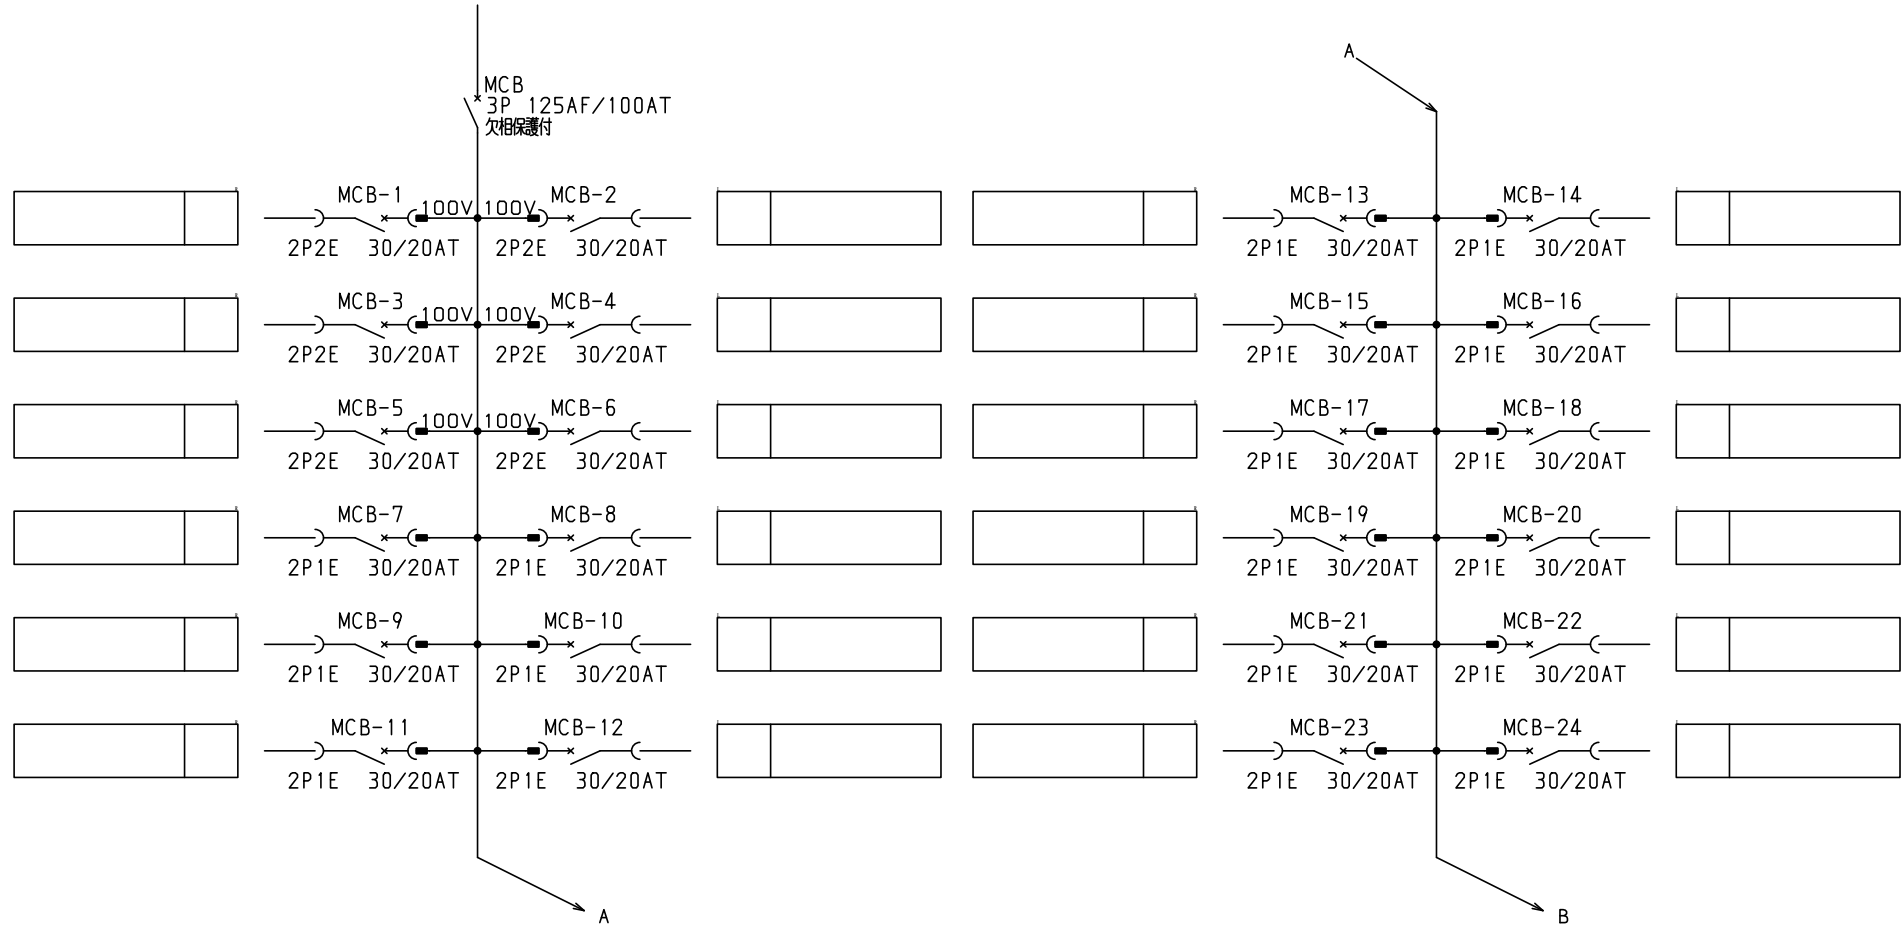 MCB
3P 125AF/100AT
欠相保護付
A
MCB-1 100V 100V MCB-2
2P2E 30/20AT 2P2E 30/20AT
MCB-3 100V 100V MCB-4
2P2E 30/20AT 2P2E 30/20AT
MCB-5 100V 100V MCB-6
2P2E 30/20AT 2P2E 30/20AT
MCB-7 MCB-8
2P1E 30/20AT 2P1E 30/20AT
MCB-9 MCB-10
2P1E 30/20AT 2P1E 30/20AT
MCB-11 MCB-12
2P1E 30/20AT 2P1E 30/20AT
A
MCB-13 MCB-14
2P1E 30/20AT 2P1E 30/20AT
MCB-15 MCB-16
2P1E 30/20AT 2P1E 30/20AT
MCB-17 MCB-18
2P1E 30/20AT 2P1E 30/20AT
MCB-19 MCB-20
2P1E 30/20AT 2P1E 30/20AT
MCB-21 MCB-22
2P1E 30/20AT 2P1E 30/20AT
MCB-23 MCB-24
2P1E 30/20AT 2P1E 30/20AT
B